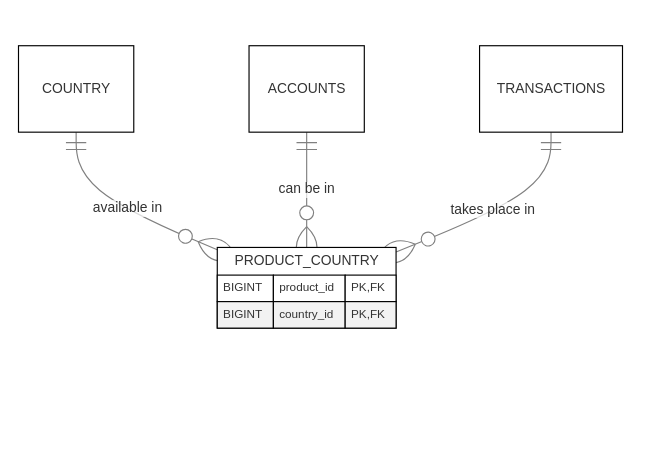 COUNTRY
ACCOUNTS
TRANSACTIONS
can be in
available in
takes place in
PRODUCT_COUNTRY
BIGINT product_id PK,FK
BIGINT country_id PK,FK